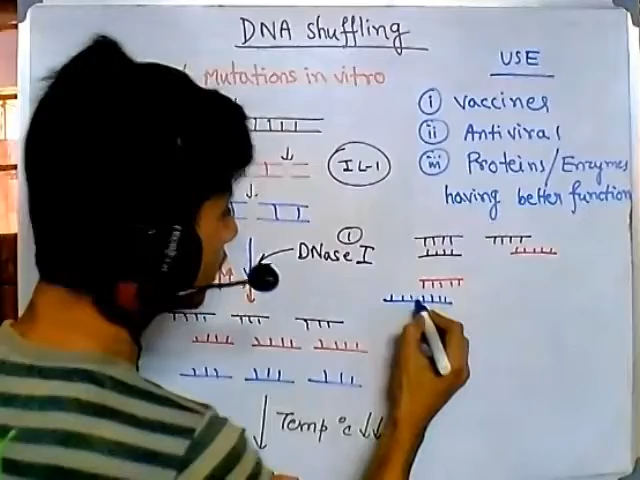 DNA shuffling
Mutations in vitro
USE
i Vaccines
ii Antiviral
iii Proteins/Enzymes
having better function
IL-1
1
DNase I
Temp °c ↓↓